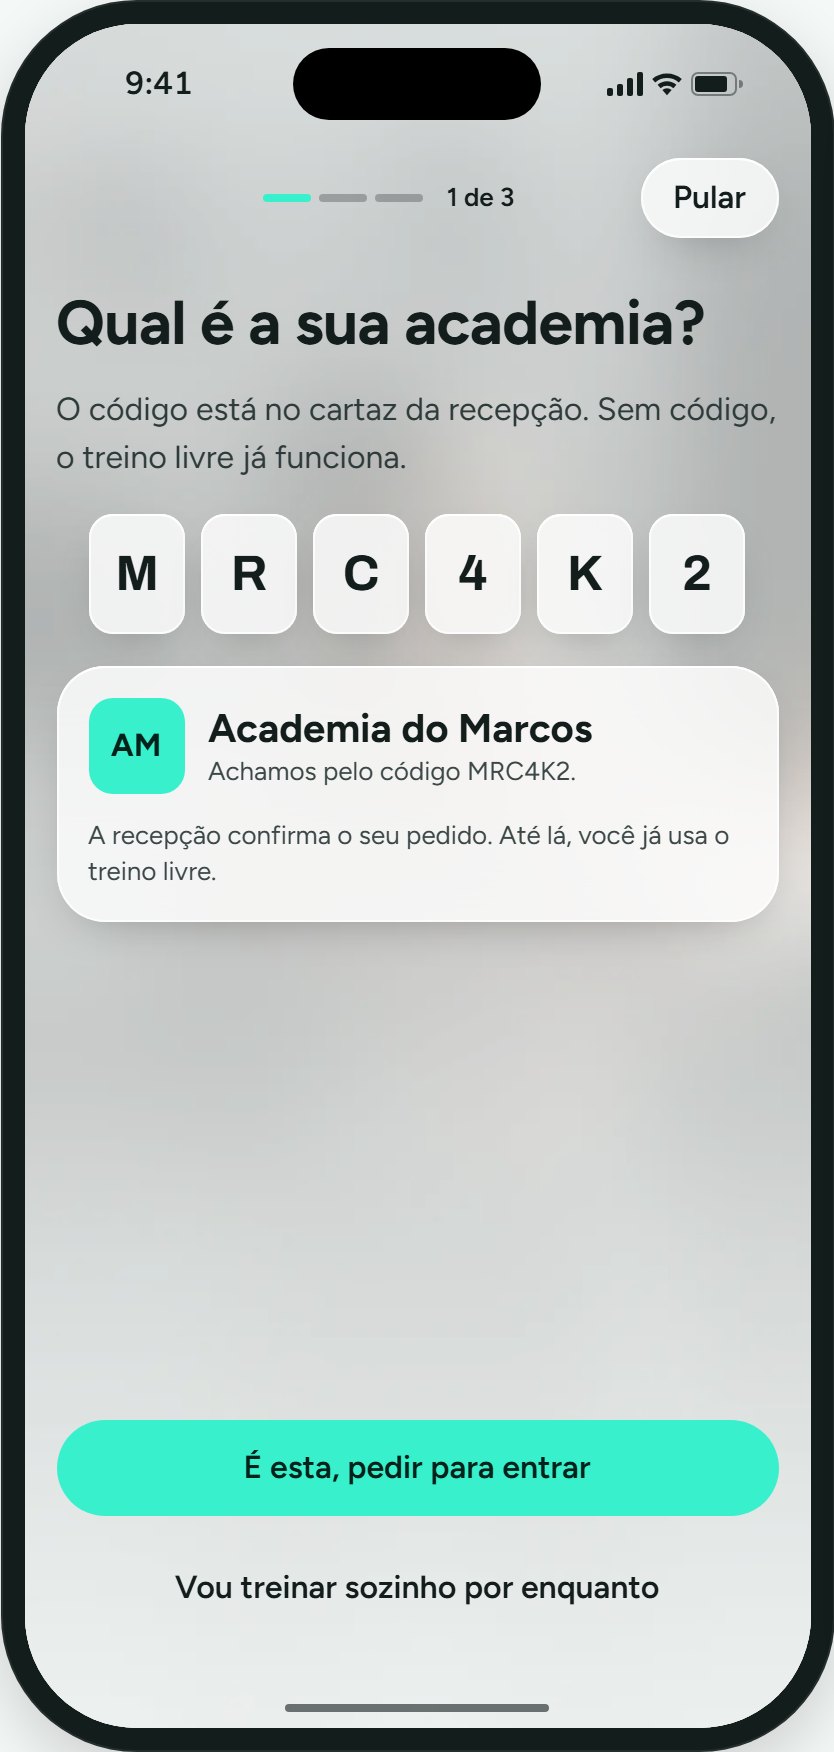 9:41
1 de 3
Pular
Qual é a sua academia?
O código está no cartaz da recepção. Sem código,
o treino livre já funciona.
M R C 4 K 2
AM
Academia do Marcos
Achamos pelo código MRC4K2.
A recepção confirma o seu pedido. Até lá, você já usa o
treino livre.
É esta, pedir para entrar
Vou treinar sozinho por enquanto